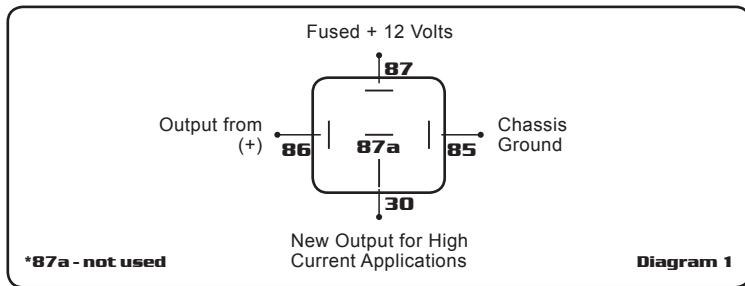 Fused + 12 Volts
87
Output from
(+)
86
87a
85
Chassis
Ground
30
New Output for High
Current Applications
*87a - not used
Diagram 1